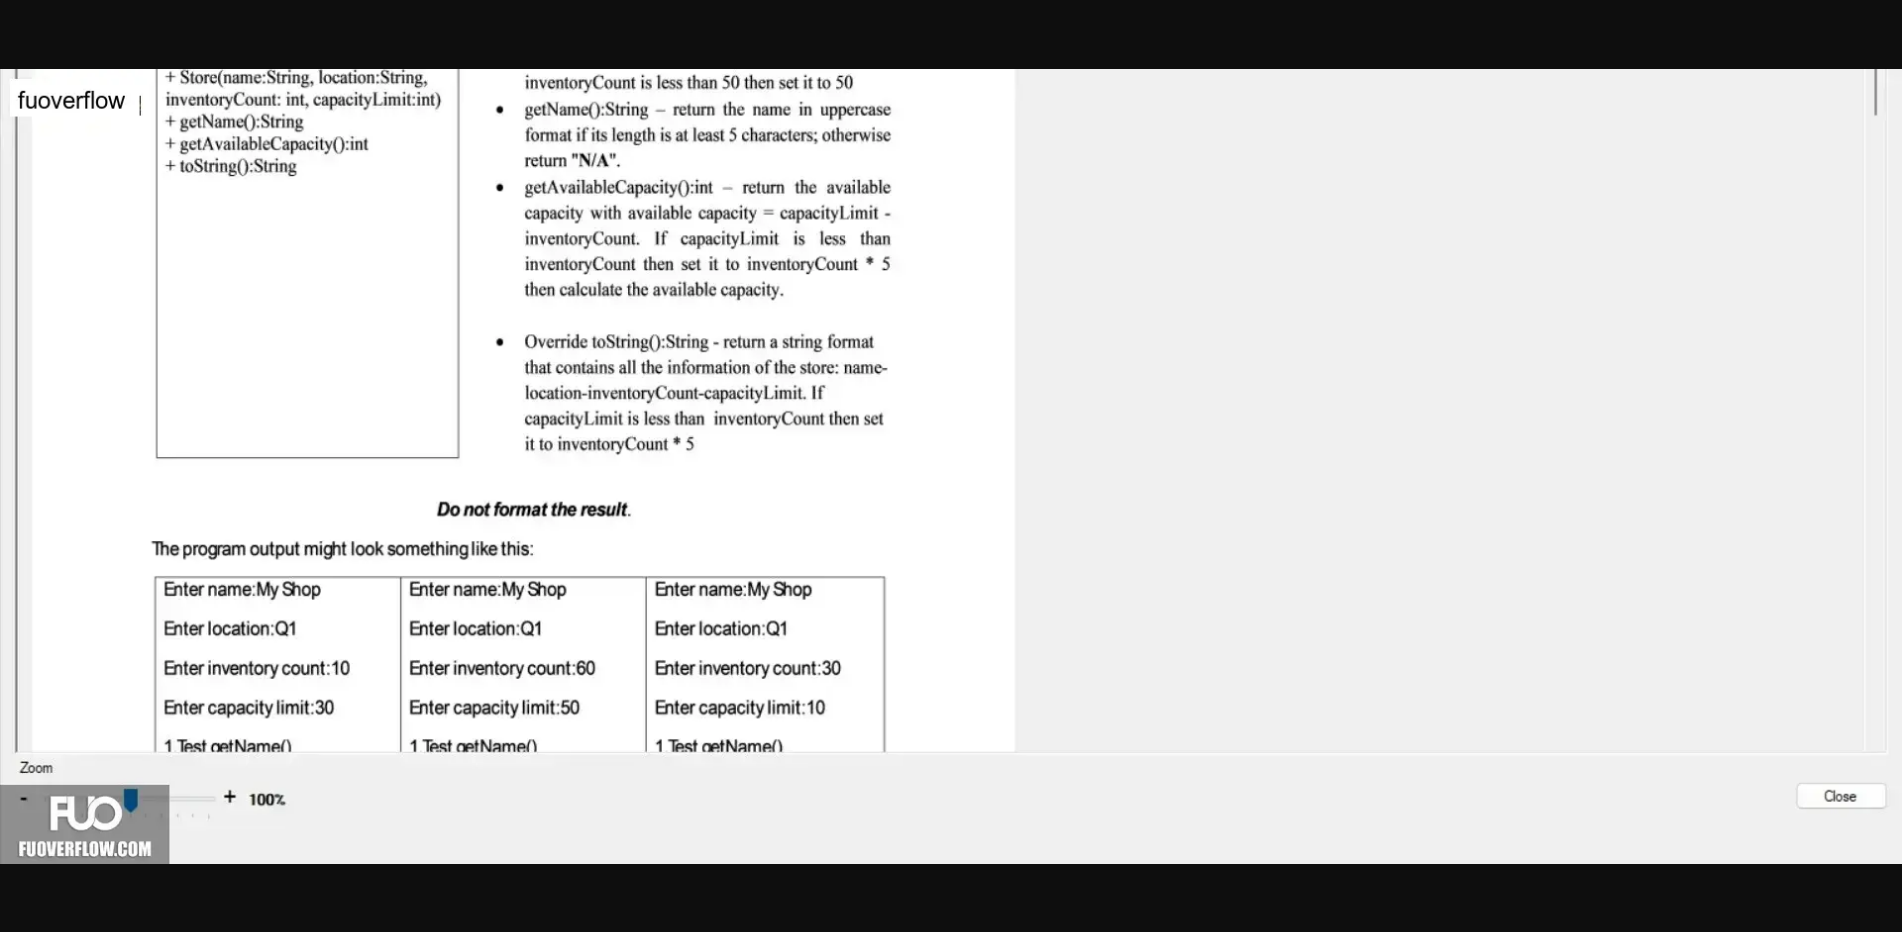 fuoverflow
+ Store(name:String, location:String,
inventoryCount: int, capacityLimit:int)
+ getName():String
+ getAvailableCapacity():int
+ toString():String
inventoryCount is less than 50 then set it to 50
• getName():String – return the name in uppercase
format if its length is at least 5 characters; otherwise
return "N/A".
• getAvailableCapacity():int – return the available
capacity with available capacity = capacityLimit -
inventoryCount. If capacityLimit is less than
inventoryCount then set it to inventoryCount * 5
then calculate the available capacity.
• Override toString():String - return a string format
that contains all the information of the store: name-
location-inventoryCount-capacityLimit. If
capacityLimit is less than inventoryCount then set
it to inventoryCount * 5
Do not format the result.
The program output might look something like this:
Enter name:My Shop
Enter location:Q1
Enter inventory count:10
Enter capacity limit:30
1.Test getName()
Enter name:My Shop
Enter location:Q1
Enter inventory count:60
Enter capacity limit:50
1.Test getName()
Enter name:My Shop
Enter location:Q1
Enter inventory count:30
Enter capacity limit:10
1.Test getName()
Zoom
- + 100%
Close
FUO
FUOVERFLOW.COM